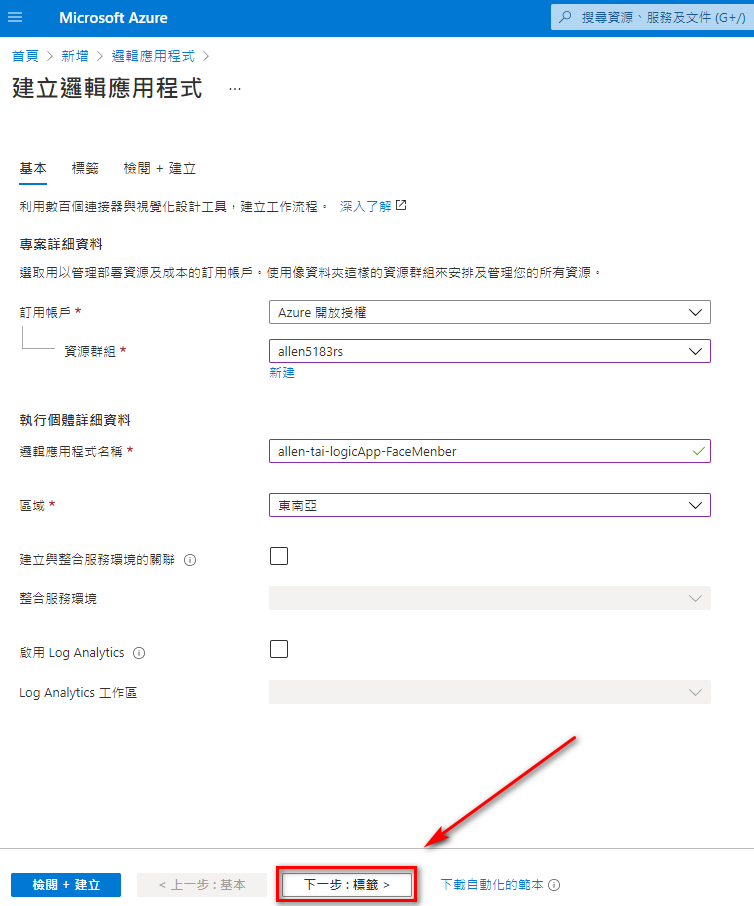 Microsoft Azure
搜尋資源、服務及文件 (G+/)
首頁 > 新增 > 邏輯應用程式 >
建立邏輯應用程式 ...
基本 標籤 檢閱 + 建立
利用數百個連接器與視覺化設計工具，建立工作流程。 深入了解
專案詳細資料
選取用以管理部署資源及成本的訂用帳戶。使用像資料夾這樣的資源群組來安排及管理您的所有資源。
訂用帳戶 * Azure 開放授權
資源群組 * allen5183rs
新建
執行個體詳細資料
邏輯應用程式名稱 * allen-tai-logicApp-FaceMenber
區域 * 東南亞
建立與整合服務環境的關聯
整合服務環境
啟用 Log Analytics
Log Analytics 工作區
檢閱 + 建立 < 上一步 : 基本 下一步 : 標籤 > 下載自動化的範本